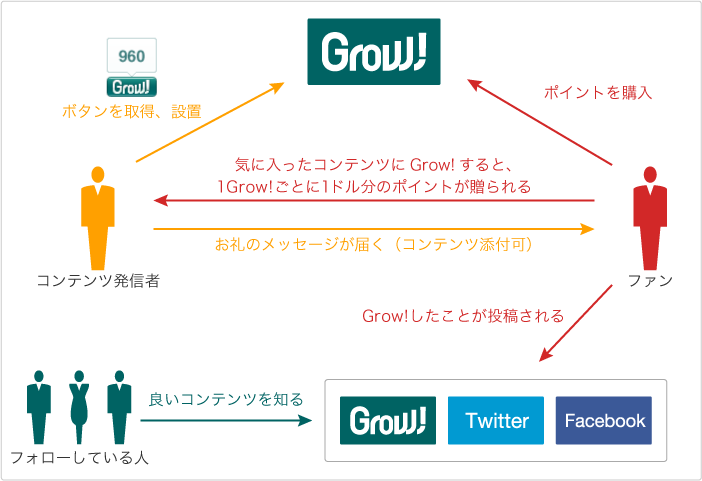 Grow!
960
Grow!
ボタンを取得、設置
ポイントを購入
気に入ったコンテンツに Grow! すると、
1Grow!ごとに1ドル分のポイントが贈られる
お礼のメッセージが届く（コンテンツ添付可）
コンテンツ発信者
ファン
Grow!したことが投稿される
良いコンテンツを知る
Grow!
Twitter
Facebook
フォローしている人